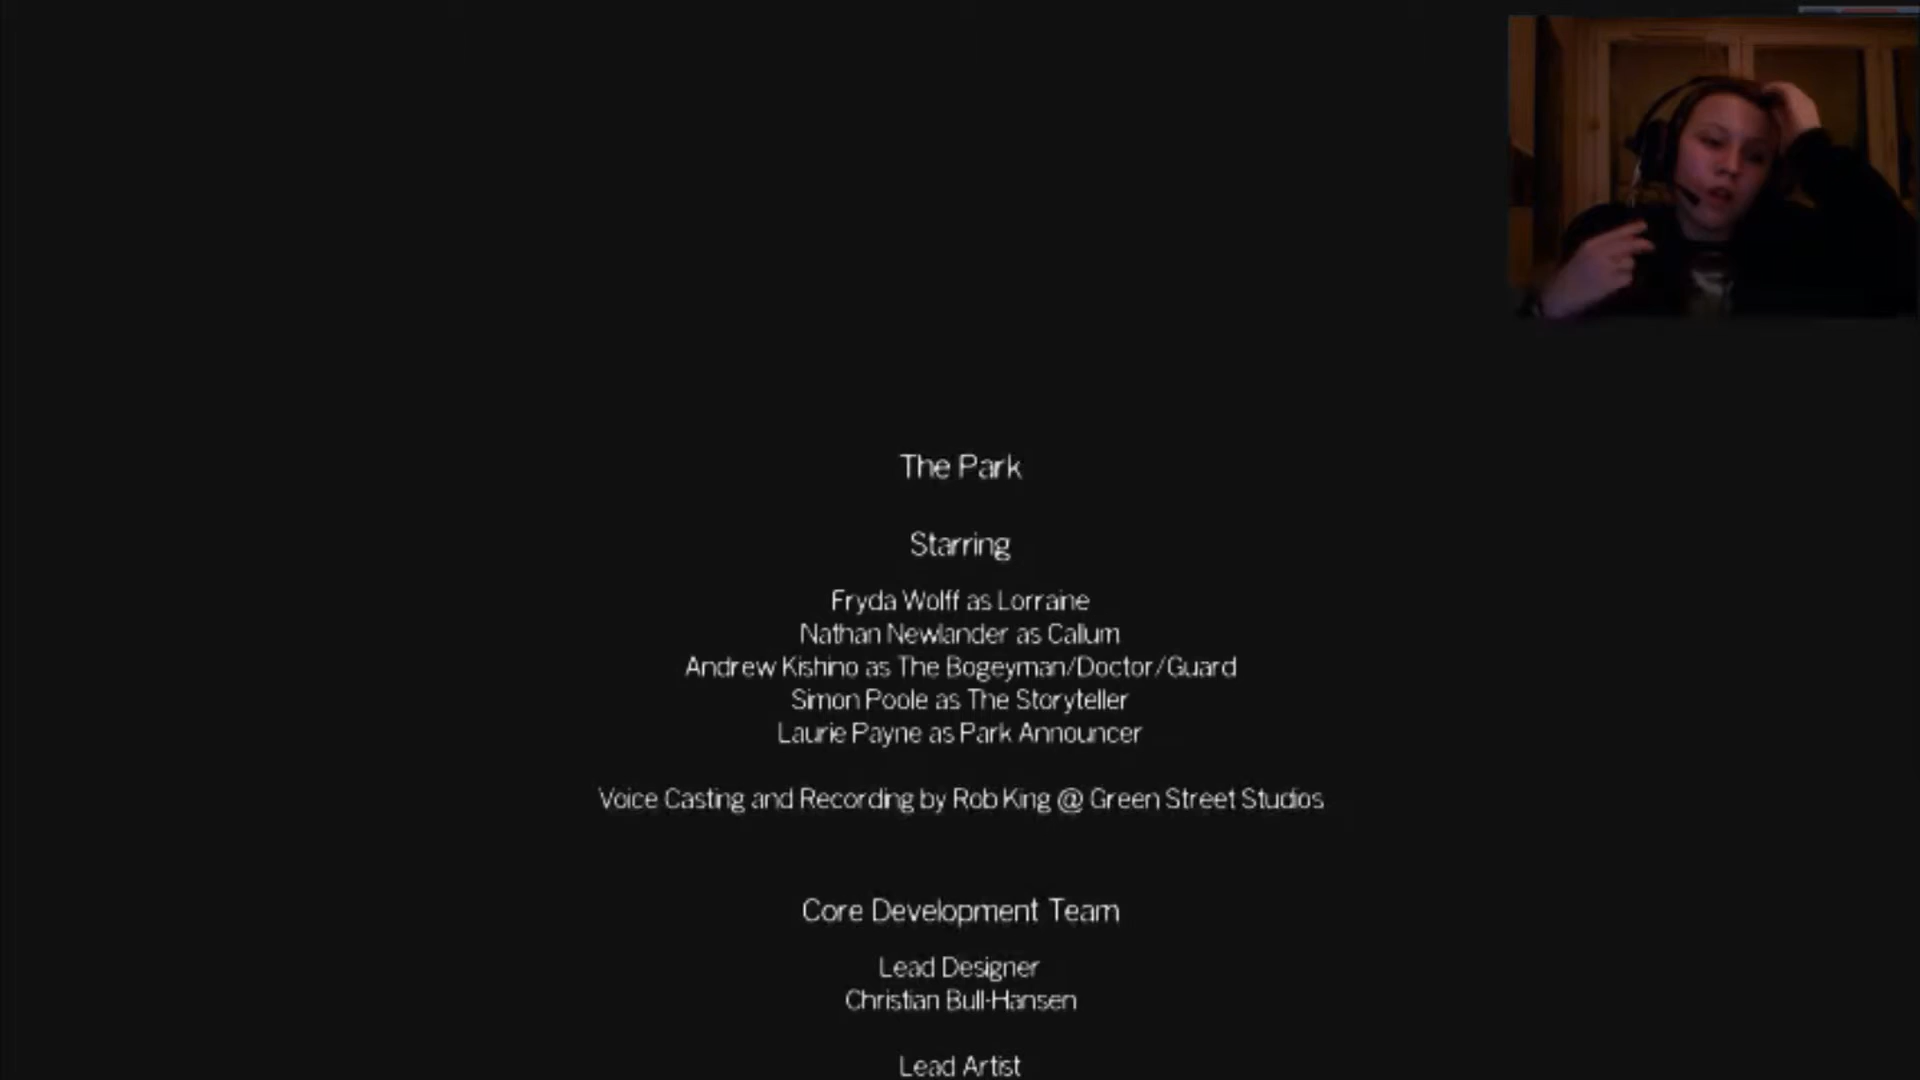 The Park
Starring
Fryda Wolff as Lorraine
Nathan Newlander as Callum
Andrew Kishino as The Bogeyman/Doctor/Guard
Simon Poole as The Storyteller
Laurie Payne as Park Announcer
Voice Casting and Recording by Rob King @ Green Street Studios
Core Development Team
Lead Designer
Christian Bull-Hansen
Lead Artist